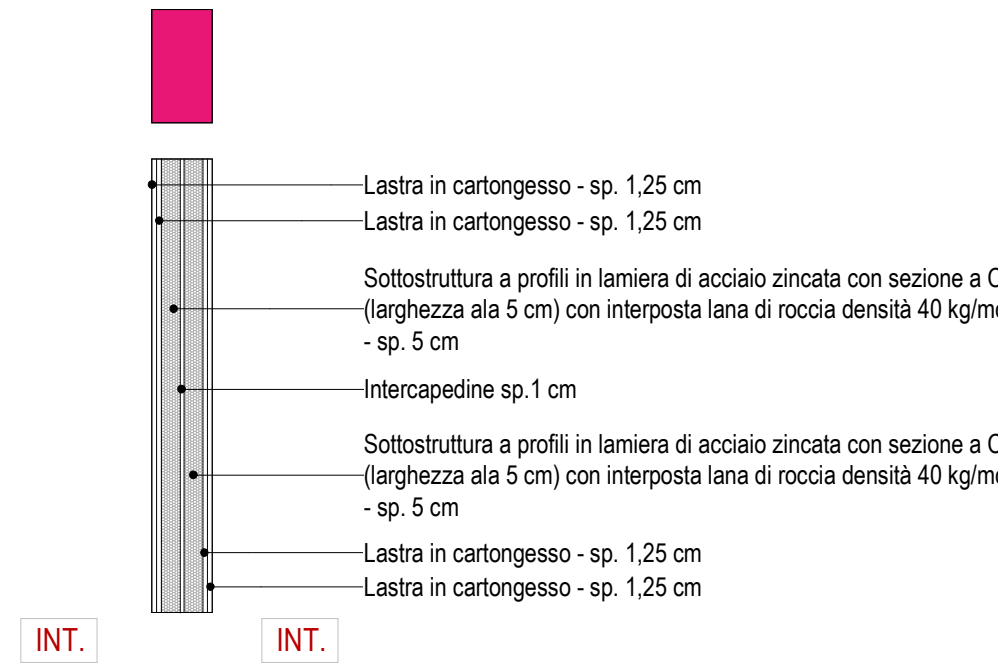 Lastra in cartongesso - sp. 1,25 cm
Lastra in cartongesso - sp. 1,25 cm
Sottostruttura a profili in lamiera di acciaio zincata con sezione a C
(larghezza ala 5 cm) con interposta lana di roccia densità 40 kg/mc
- sp. 5 cm
Intercapedine sp.1 cm
Sottostruttura a profili in lamiera di acciaio zincata con sezione a C
(larghezza ala 5 cm) con interposta lana di roccia densità 40 kg/mc
- sp. 5 cm
Lastra in cartongesso - sp. 1,25 cm
Lastra in cartongesso - sp. 1,25 cm
INT. INT.